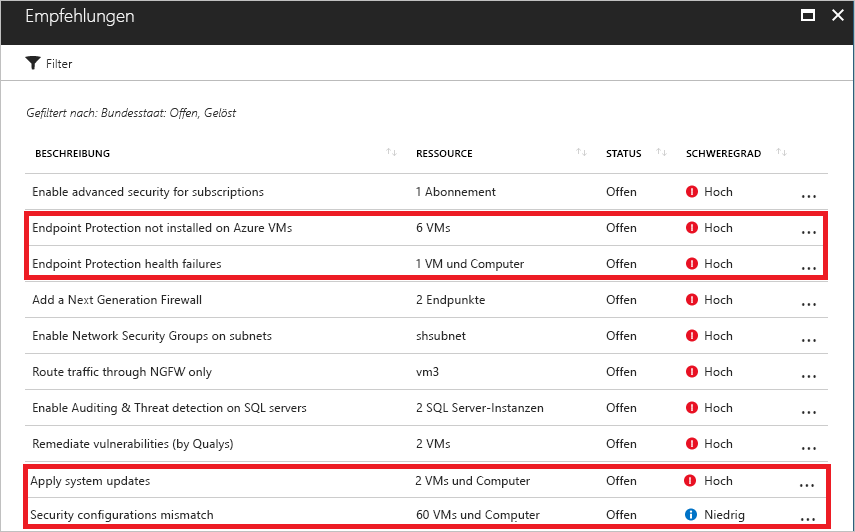 Empfehlungen
Filter
Gefiltert nach: Bundesstaat: Offen, Gelöst
BESCHREIBUNG RESSOURCE STATUS SCHWEREGRAD
Enable advanced security for subscriptions 1 Abonnement Offen Hoch ...
Endpoint Protection not installed on Azure VMs 6 VMs Offen Hoch ...
Endpoint Protection health failures 1 VM und Computer Offen Hoch ...
Add a Next Generation Firewall 2 Endpunkte Offen Hoch ...
Enable Network Security Groups on subnets shsubnet Offen Hoch ...
Route traffic through NGFW only vm3 Offen Hoch ...
Enable Auditing & Threat detection on SQL servers 2 SQL Server-Instanzen Offen Hoch ...
Remediate vulnerabilities (by Qualys) 2 VMs Offen Hoch ...
Apply system updates 2 VMs und Computer Offen Hoch ...
Security configurations mismatch 60 VMs und Computer Offen Niedrig ...